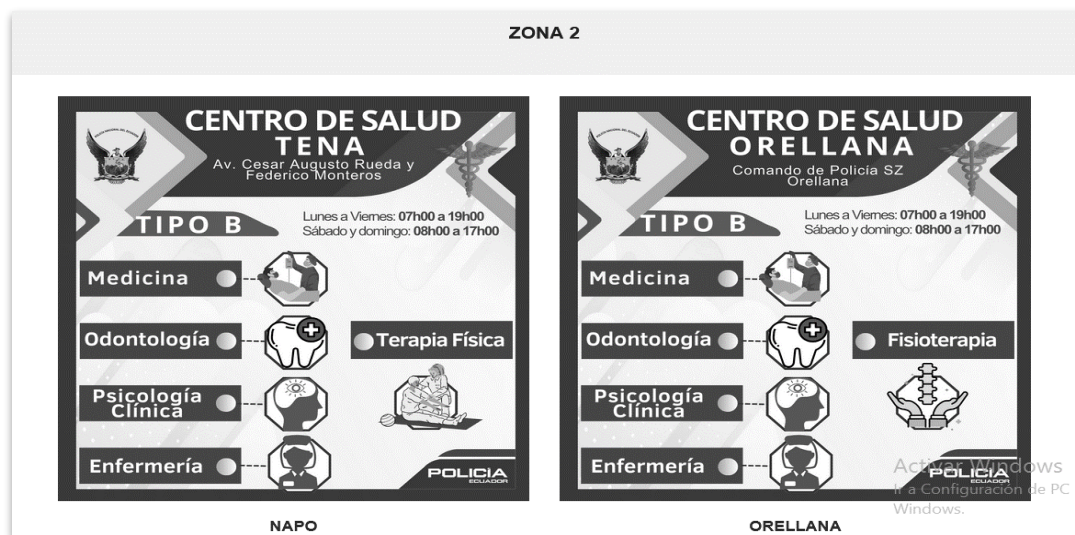 ZONA 2
CENTRO DE SALUD
TENA
Av. Cesar Augusto Rueda y
Federico Monteros
TIPO B
Lunes a Viernes: 07h00 a 19h00
Sábado y domingo: 08h00 a 17h00
Medicina
Odontología
Terapia Física
Psicología
Clínica
Enfermería
POLICIA
ECUADOR
NAPO
CENTRO DE SALUD
ORELLANA
Comando de Policía SZ
Orellana
TIPO B
Lunes a Viernes: 07h00 a 19h00
Sábado y domingo: 08h00 a 17h00
Medicina
Odontología
Fisioterapia
Psicología
Clínica
Enfermería
POLICIA
ECUADOR
ORELLANA
Activar Windows
Ir a Configuración de PC
Windows.